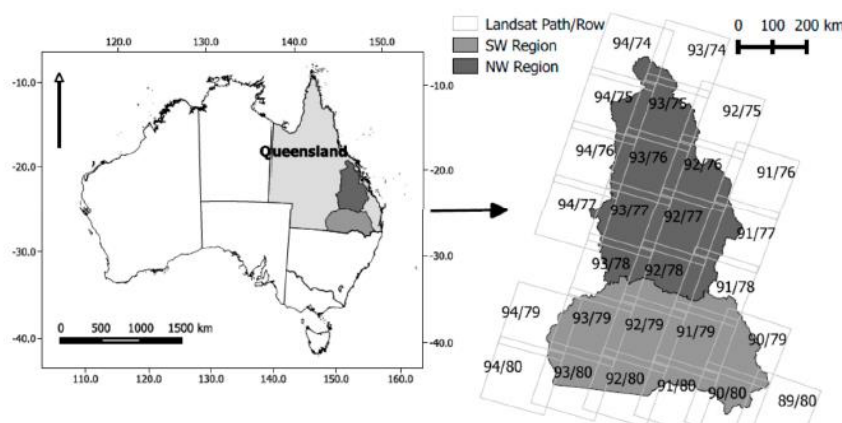 120.0 130.0 140.0 150.0
-10.0 -10.0
Queensland
-20.0 -20.0
-30.0 -30.0
-40.0 -40.0
0 500 1000 1500 km
110.0 120.0 130.0 140.0 150.0 160.0
Landsat Path/Row
SW Region
NW Region
0 100 200 km
94/74 93/74
94/75 93/75 92/75
94/76 93/76 92/76 91/76
94/77 93/77 92/77 91/77
93/78 92/78 91/78
94/79 93/79 92/79 91/79 90/79
94/80 93/80 92/80 91/80 90/80 89/80